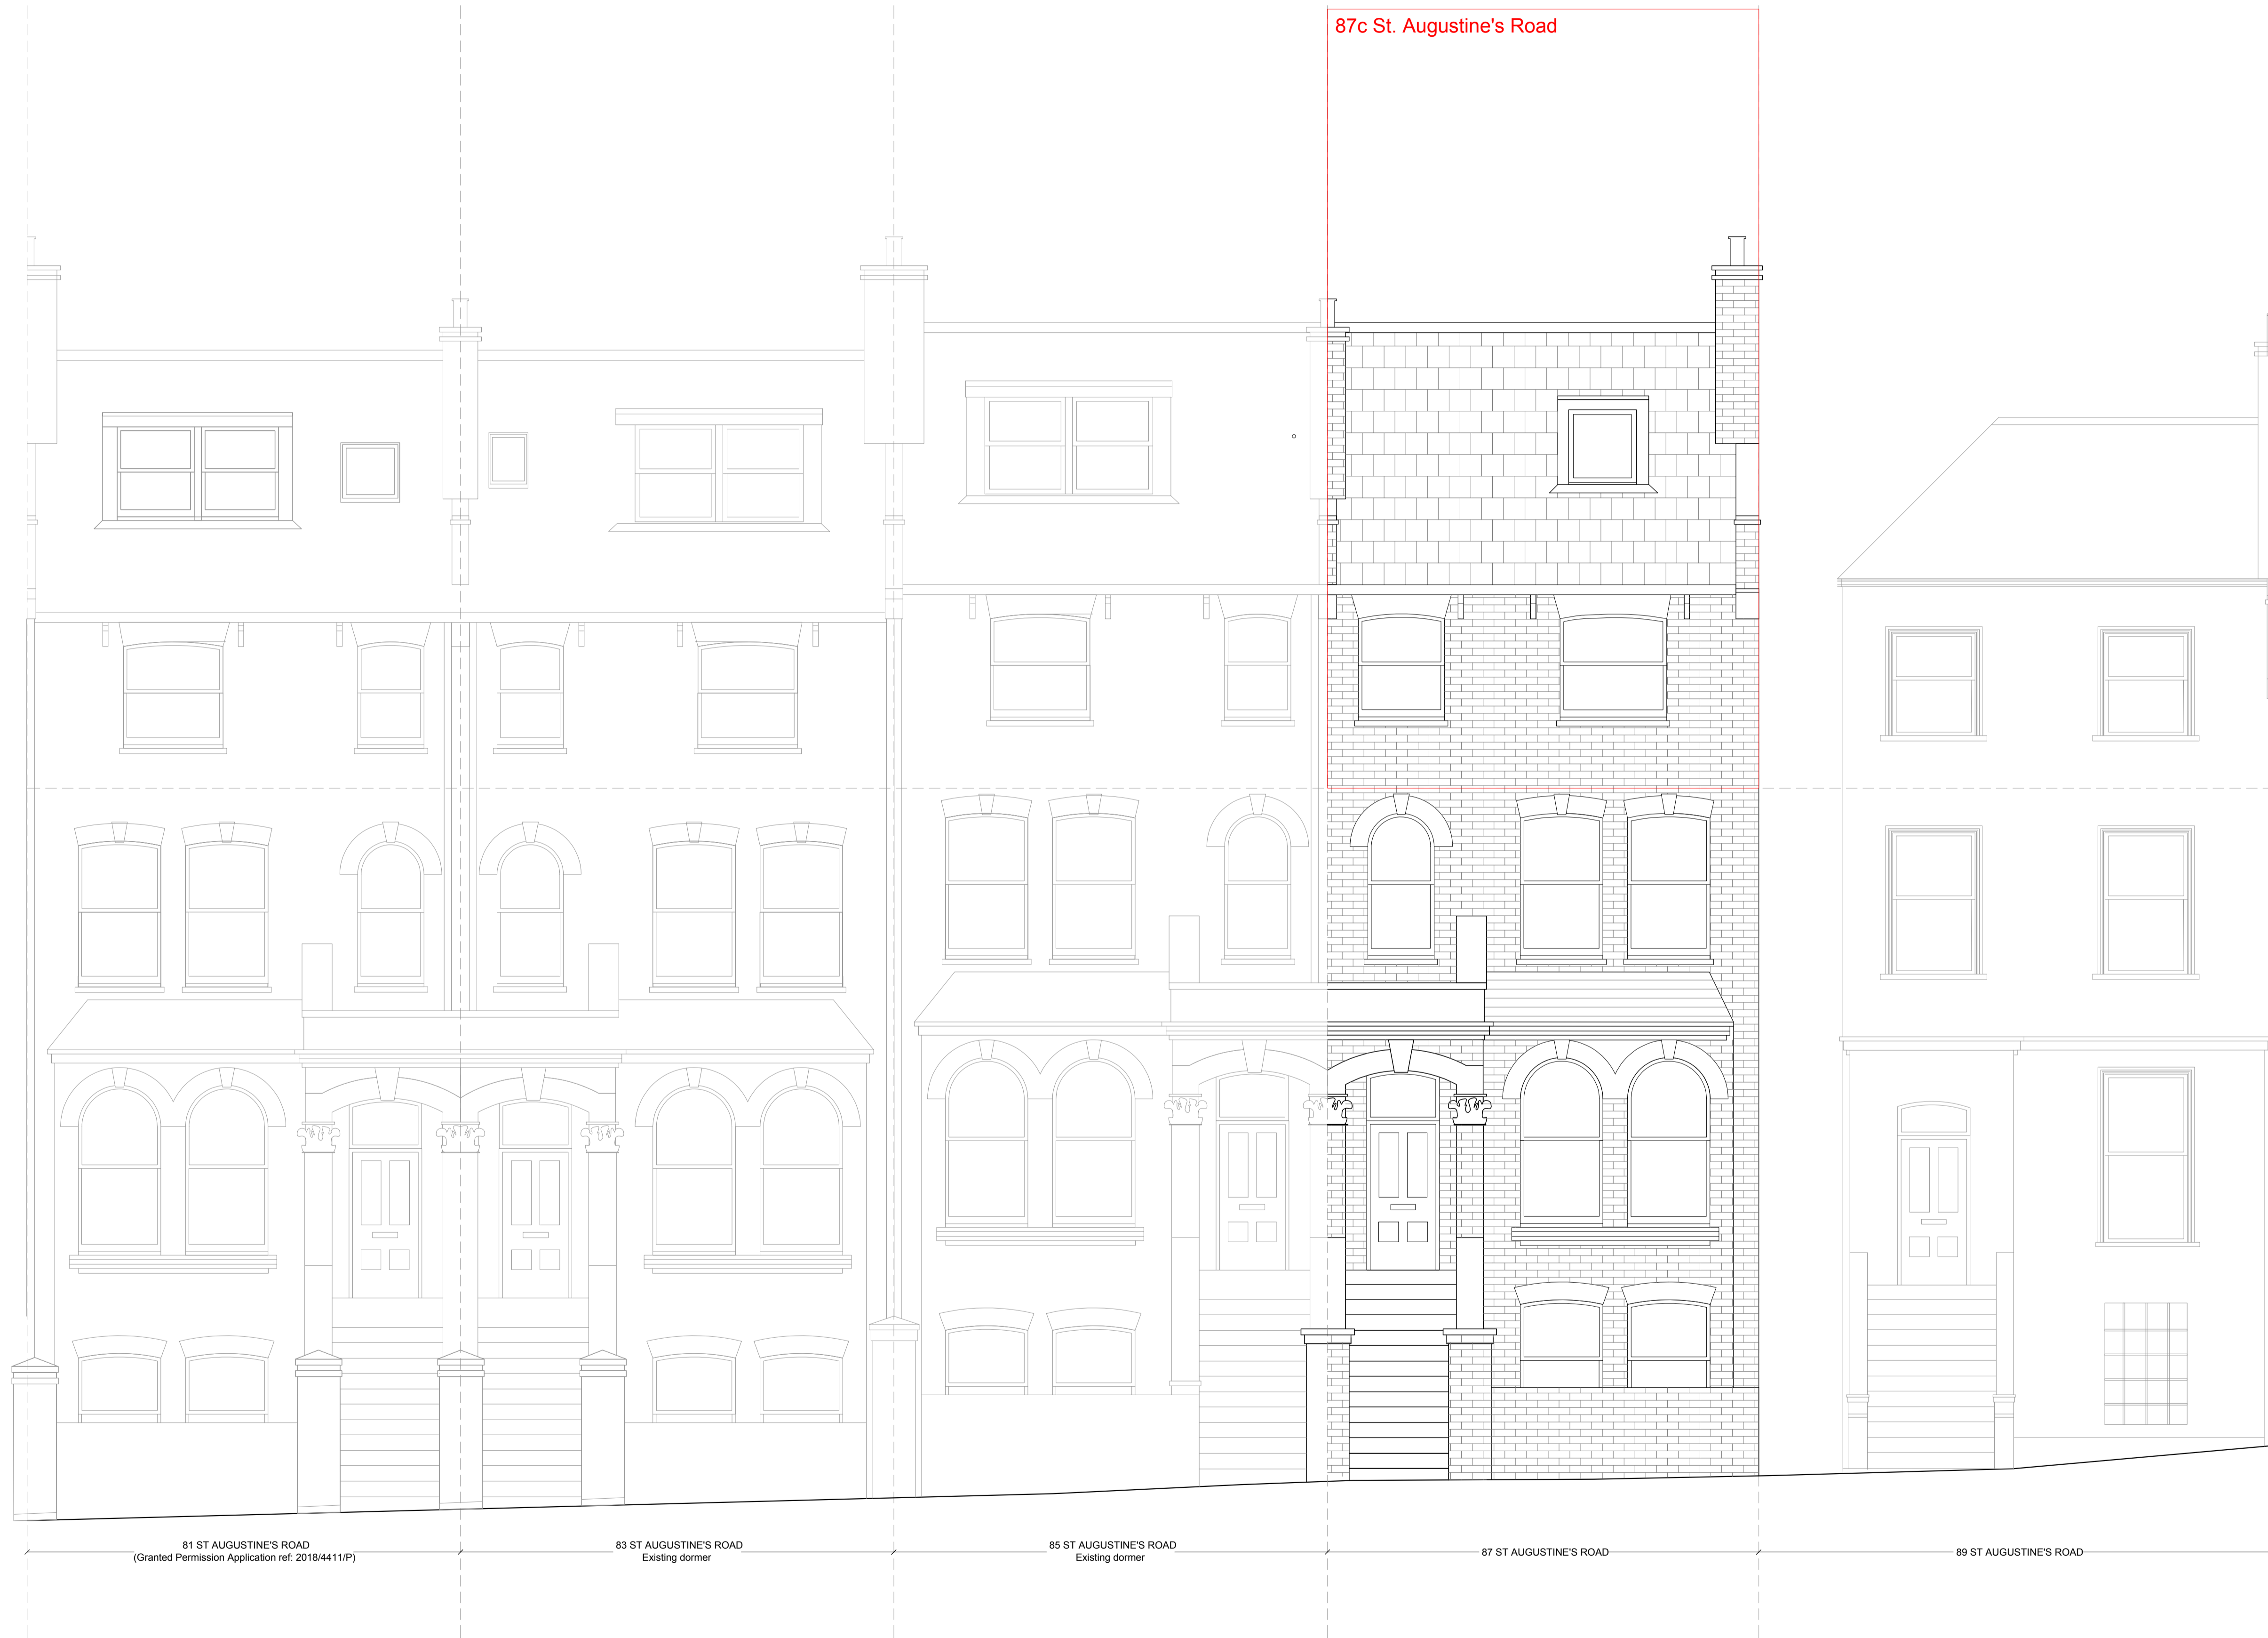 87c St. Augustine's Road
81 ST AUGUSTINE'S ROAD
(Granted Permission Application ref: 2018/4411/P)
83 ST AUGUSTINE'S ROAD
Existing dormer
85 ST AUGUSTINE'S ROAD
Existing dormer
87 ST AUGUSTINE'S ROAD
89 ST AUGUSTINE'S ROAD